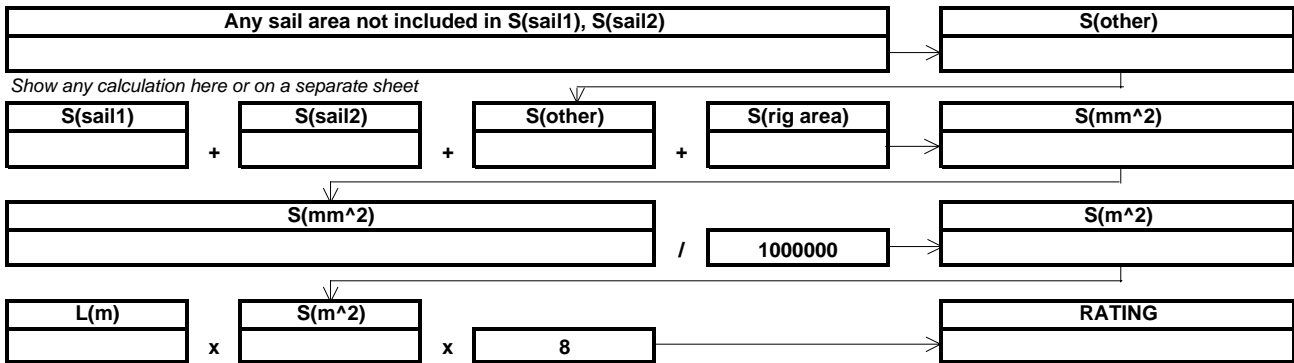 Any sail area not included in S(sail1), S(sail2) S(other)
Show any calculation here or on a separate sheet
S(sail1) S(sail2) S(other) S(rig area) S(mm^2)
+ + +
S(mm^2) S(m^2)
/ 1000000
L(m) S(m^2) RATING
x x 8